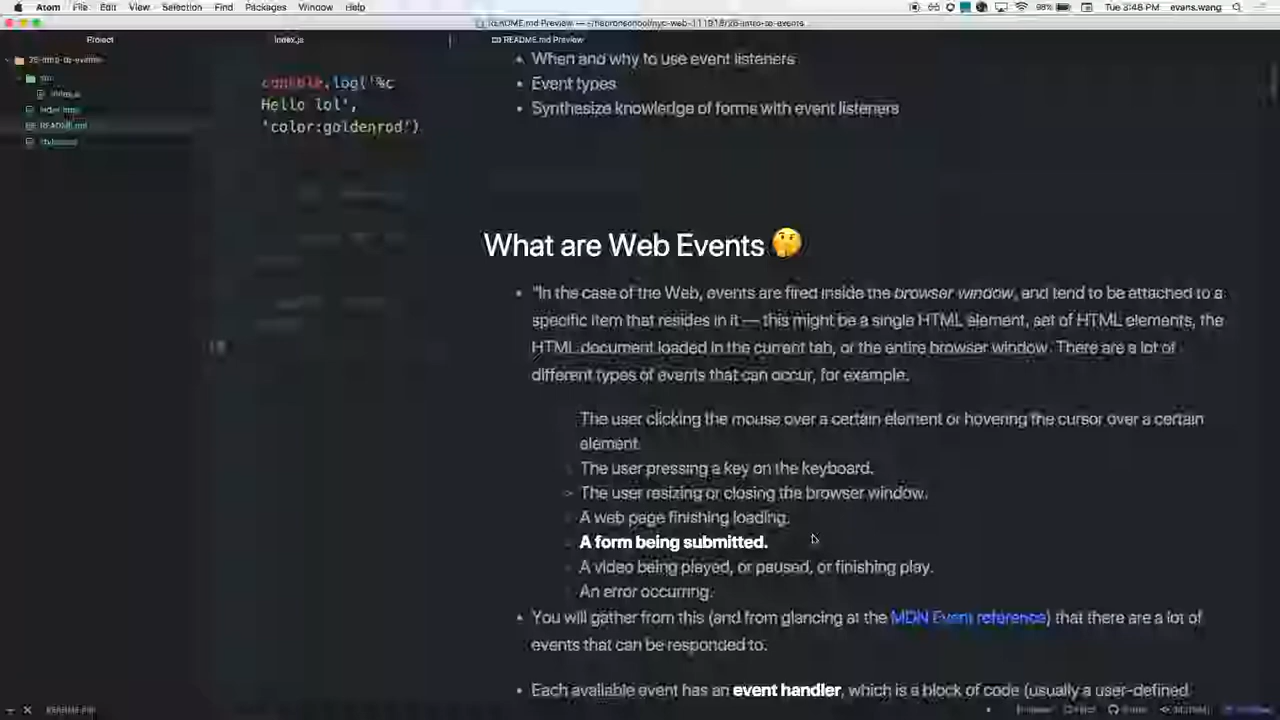 Atom File Edit View Selection Find Packages Window Help 98% Tue 3:48 PM evans.wang
Project
index.js
README.md Preview
console.log('%c
Hello lol',
'color:goldenrod')
index.html
README.md
When and why to use event listeners
Event types
Synthesize knowledge of forms with event listeners
What are Web Events 🤔
"In the case of the Web, events are fired inside the browser window, and tend to be attached to a
specific item that resides in it — this might be a single HTML element, set of HTML elements, the
HTML document loaded in the current tab, or the entire browser window. There are a lot of
different types of events that can occur, for example.
The user clicking the mouse over a certain element or hovering the cursor over a certain
element.
The user pressing a key on the keyboard.
The user resizing or closing the browser window.
A web page finishing loading.
A form being submitted.
A video being played, or paused, or finishing play.
An error occurring.
You will gather from this (and from glancing at the MDN Event reference) that there are a lot of
events that can be responded to.
Each available event has an event handler, which is a block of code (usually a user-defined